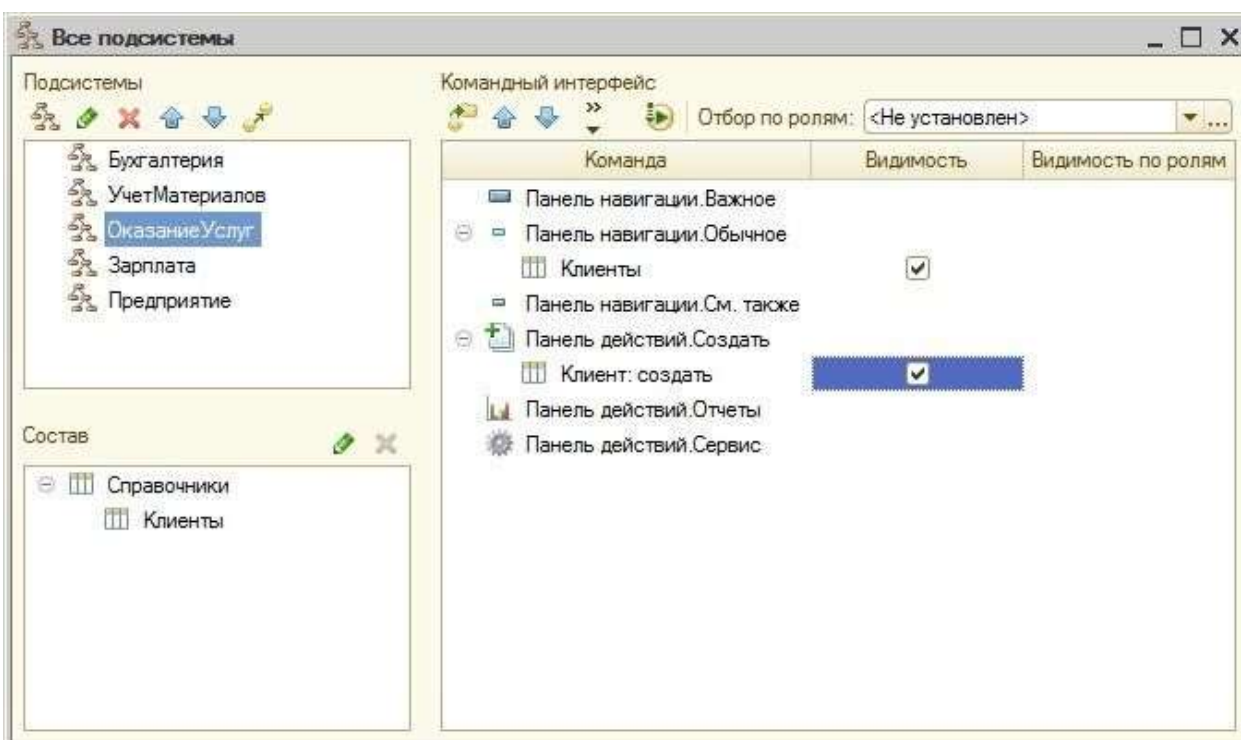 Все подсистемы
Подсистемы
Бухгалтерия
УчетМатериалов
ОказаниеУслуг
Зарплата
Предприятие
Состав
Справочники
Клиенты
Командный интерфейс
Отбор по ролям: <Не установлен>
Команда Видимость Видимость по ролям
Панель навигации.Важное
Панель навигации.Обычное
Клиенты
Панель навигации.См. также
Панель действий.Создать
Клиент: создать
Панель действий.Отчеты
Панель действий.Сервис